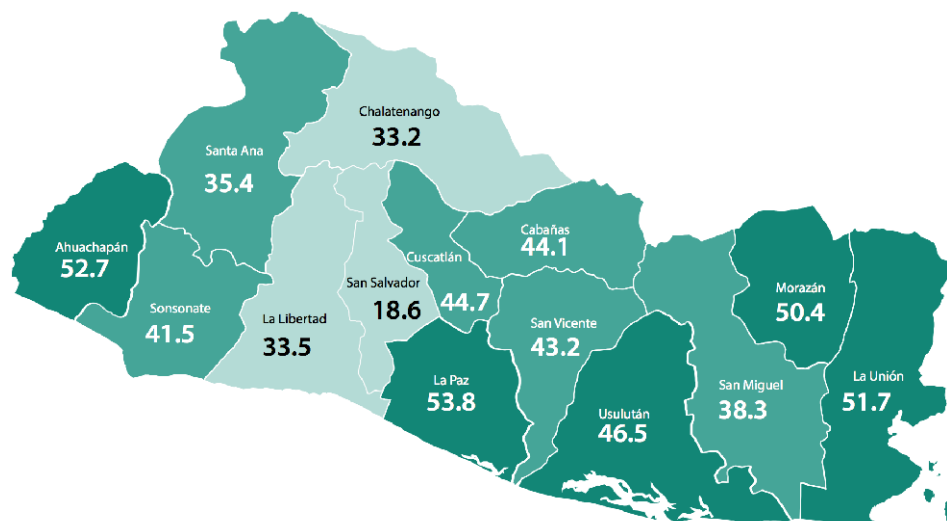 Chalatenango
33.2
Santa Ana
35.4
Ahuachapán
52.7
Sonsonate
41.5
La Libertad
33.5
San Salvador
18.6
Cuscatlán
44.7
Cabañas
44.1
San Vicente
43.2
La Paz
53.8
Usulután
46.5
San Miguel
38.3
Morazán
50.4
La Unión
51.7